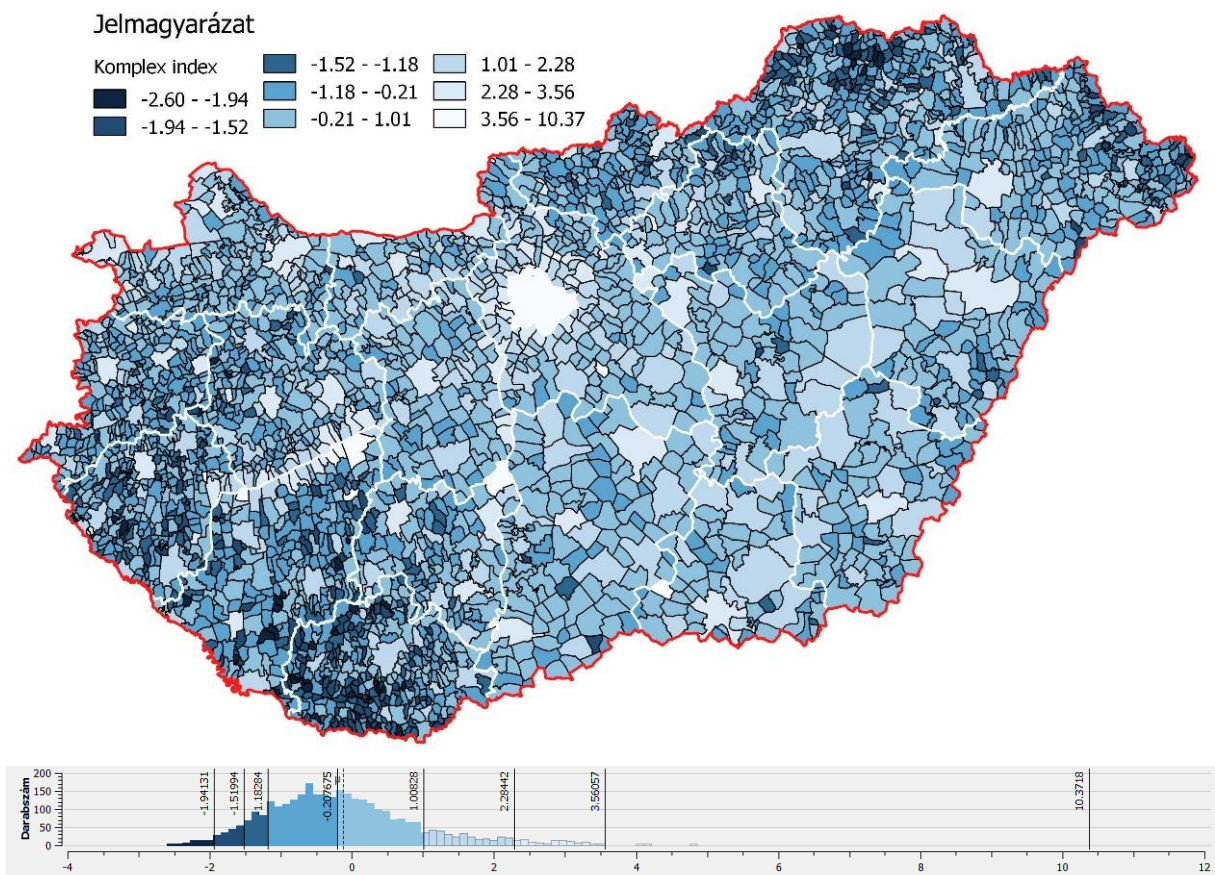 Jelmagyarázat
Komplex index
-2.60 - -1.94
-1.94 - -1.52
-1.52 - -1.18
-1.18 - -0.21
-0.21 - 1.01
1.01 - 2.28
2.28 - 3.56
3.56 - 10.37
Darabszám
200
150
100
50
0
-1.94131
-1.51994
1.18284
-0.207675
1.00828
2.28442
3.56057
10.3718
-4
-2
0
2
4
6
8
10
12